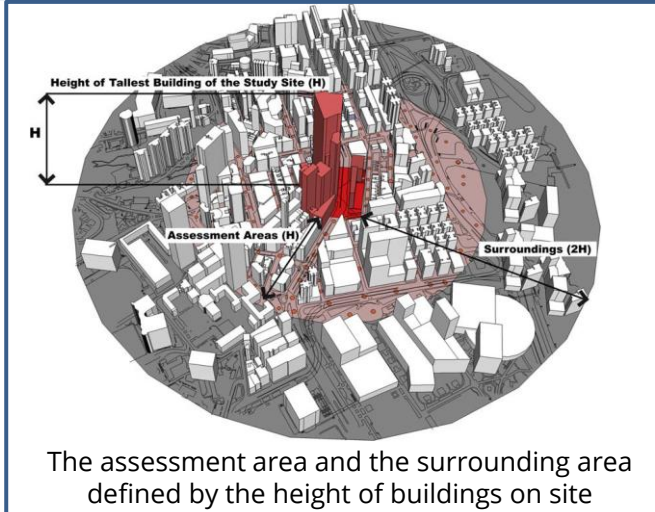 Height of Tallest Building of the Study Site (H)
H
Assessment Areas (H)
Surroundings (2H)
The assessment area and the surrounding area
defined by the height of buildings on site